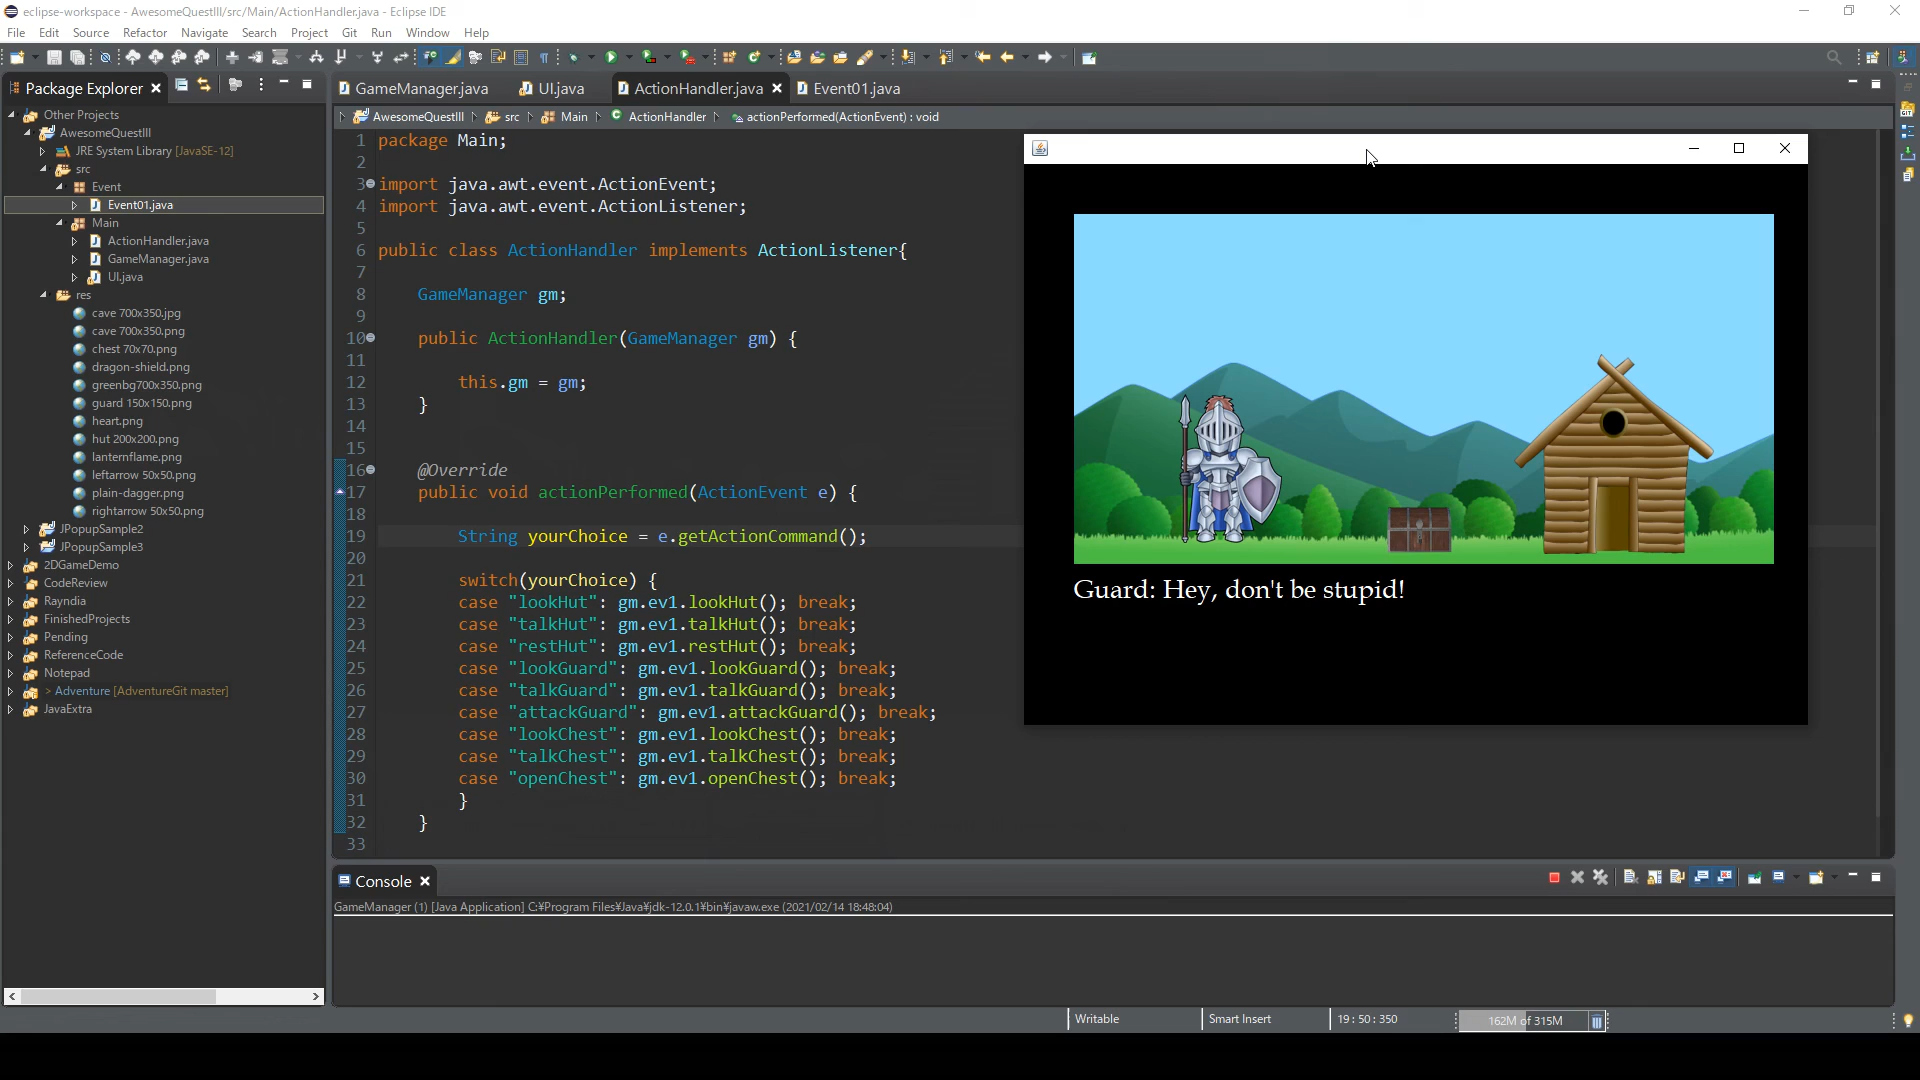 eclipse-workspace - AwesomeQuestIII/src/Main/ActionHandler.java - Eclipse IDE
File Edit Source Refactor Navigate Search Project Git Run Window Help
Package Explorer
GameManager.java UI.java ActionHandler.java Event01.java
AwesomeQuestIII src Main ActionHandler actionPerformed(ActionEvent) : void
Other Projects
AwesomeQuestIII
JRE System Library [JavaSE-12]
src
Event
Event01.java
Main
ActionHandler.java
GameManager.java
UI.java
res
cave 700x350.jpg
cave 700x350.png
chest 70x70.png
dragon-shield.png
greenbg700x350.png
guard 150x150.png
heart.png
hut 200x200.png
lanternflame.png
leftarrow 50x50.png
plain-dagger.png
rightarrow 50x50.png
JPopupSample2
JPopupSample3
2DGameDemo
CodeReview
Rayndia
FinishedProjects
Pending
ReferenceCode
Notepad
> Adventure [AdventureGit master]
JavaExtra
1 package Main;
2
3 import java.awt.event.ActionEvent;
4 import java.awt.event.ActionListener;
5
6 public class ActionHandler implements ActionListener{
7
8 GameManager gm;
9
10 public ActionHandler(GameManager gm) {
11
12 this.gm = gm;
13 }
14
15
16 @Override
17 public void actionPerformed(ActionEvent e) {
18
19 String yourChoice = e.getActionCommand();
20
21 switch(yourChoice) {
22 case "lookHut": gm.ev1.lookHut(); break;
23 case "talkHut": gm.ev1.talkHut(); break;
24 case "restHut": gm.ev1.restHut(); break;
25 case "lookGuard": gm.ev1.lookGuard(); break;
26 case "talkGuard": gm.ev1.talkGuard(); break;
27 case "attackGuard": gm.ev1.attackGuard(); break;
28 case "lookChest": gm.ev1.lookChest(); break;
29 case "talkChest": gm.ev1.talkChest(); break;
30 case "openChest": gm.ev1.openChest(); break;
31 }
32 }
33
Guard: Hey, don't be stupid!
Console
GameManager (1) [Java Application] C:¥Program Files¥Java¥jdk-12.0.1¥bin¥javaw.exe (2021/02/14 18:48:04)
Writable Smart Insert 19 : 50 : 350 162M of 315M